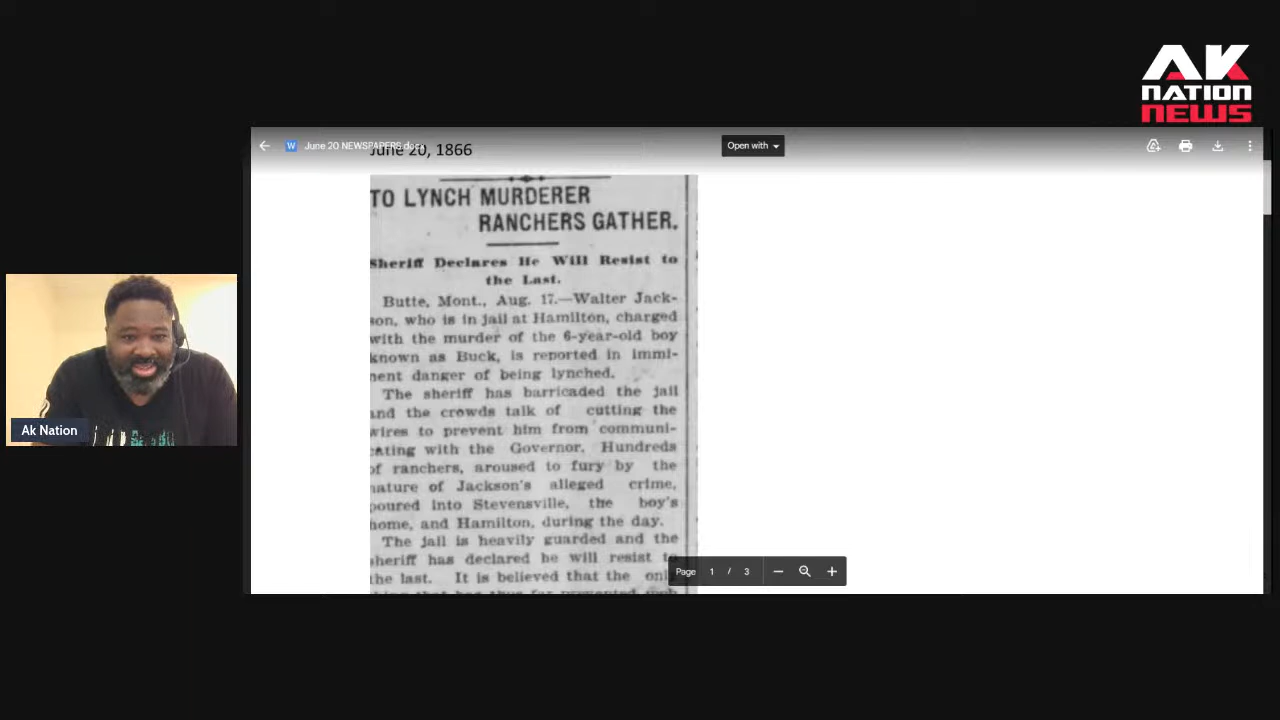 AK
NATION
NEWS
June 20 NEWSPAPERS.docx
Open with
June 20, 1866
TO LYNCH MURDERER
RANCHERS GATHER.
Sheriff Declares He Will Resist to
the Last.
Butte, Mont., Aug. 17.—Walter Jack-
son, who is in jail at Hamilton, charged
with the murder of the 6-year-old boy
known as Buck, is reported in immi-
nent danger of being lynched.
The sheriff has barricaded the jail
and the crowds talk of cutting the
wires to prevent him from communi-
cating with the Governor. Hundreds
of ranchers, aroused to fury by the
nature of Jackson's alleged crime,
poured into Stevensville, the boy's
home, and Hamilton, during the day.
The jail is heavily guarded and the
sheriff has declared he will resist to
the last. It is believed that the only
Page 1 / 3
Ak Nation